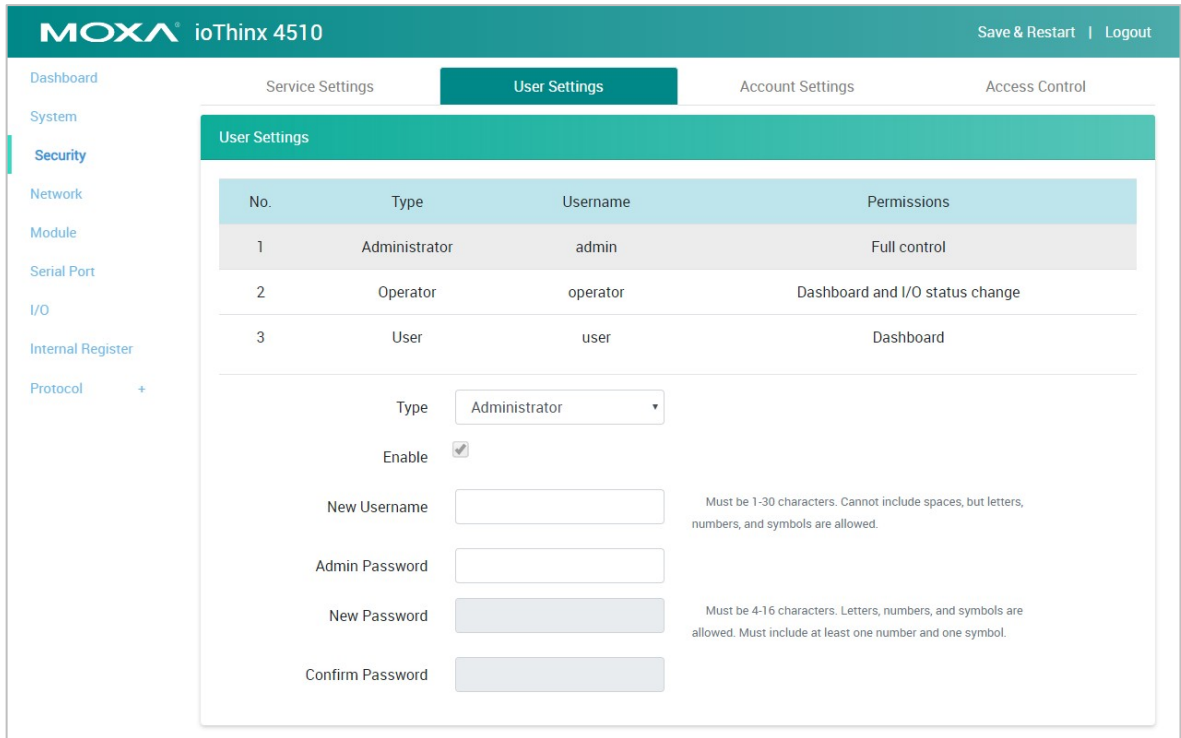 MOXA® ioThinx 4510
Save & Restart | Logout
Dashboard
System
Security
Network
Module
Serial Port
I/O
Internal Register
Protocol +
Service Settings User Settings Account Settings Access Control
User Settings
No. Type Username Permissions
1 Administrator admin Full control
2 Operator operator Dashboard and I/O status change
3 User user Dashboard
Type Administrator
Enable
New Username Must be 1-30 characters. Cannot include spaces, but letters,
numbers, and symbols are allowed.
Admin Password
New Password Must be 4-16 characters. Letters, numbers, and symbols are
allowed. Must include at least one number and one symbol.
Confirm Password